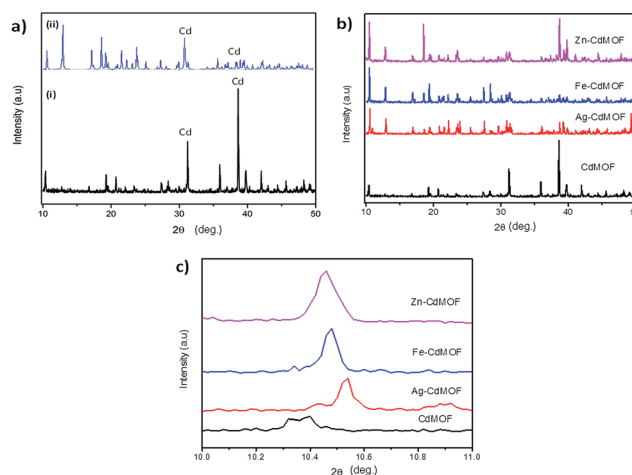 a)
(ii)
Cd
Cd
(i)
Cd
Cd
Intensity (a.u)
10 15 20 25 30 35 40 45 50
2θ (deg.)
b)
Zn-CdMOF
Fe-CdMOF
Ag-CdMOF
CdMOF
Intensity (a.u)
10 20 30 40
2θ (deg.)
c)
Zn-CdMOF
Fe-CdMOF
Ag-CdMOF
CdMOF
Intensity (a.u)
10.0 10.2 10.4 10.6 10.8 11.0
2θ (deg.)